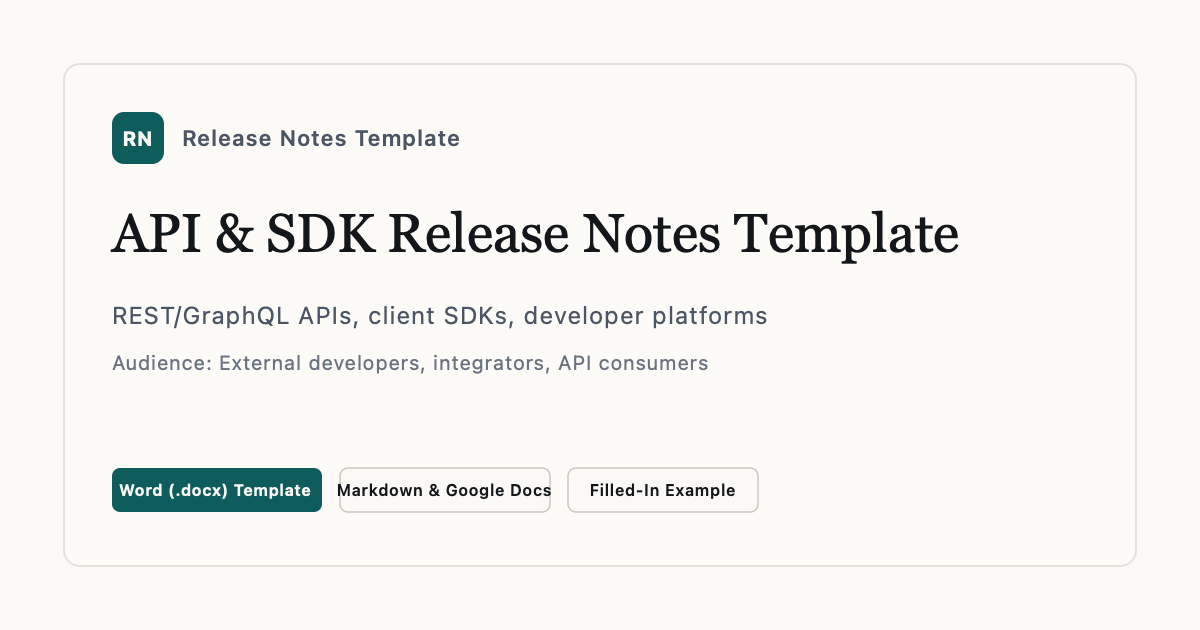 RN
Release Notes Template
API & SDK Release Notes Template
REST/GraphQL APIs, client SDKs, developer platforms
Audience: External developers, integrators, API consumers
Word (.docx) Template
Markdown & Google Docs
Filled-In Example